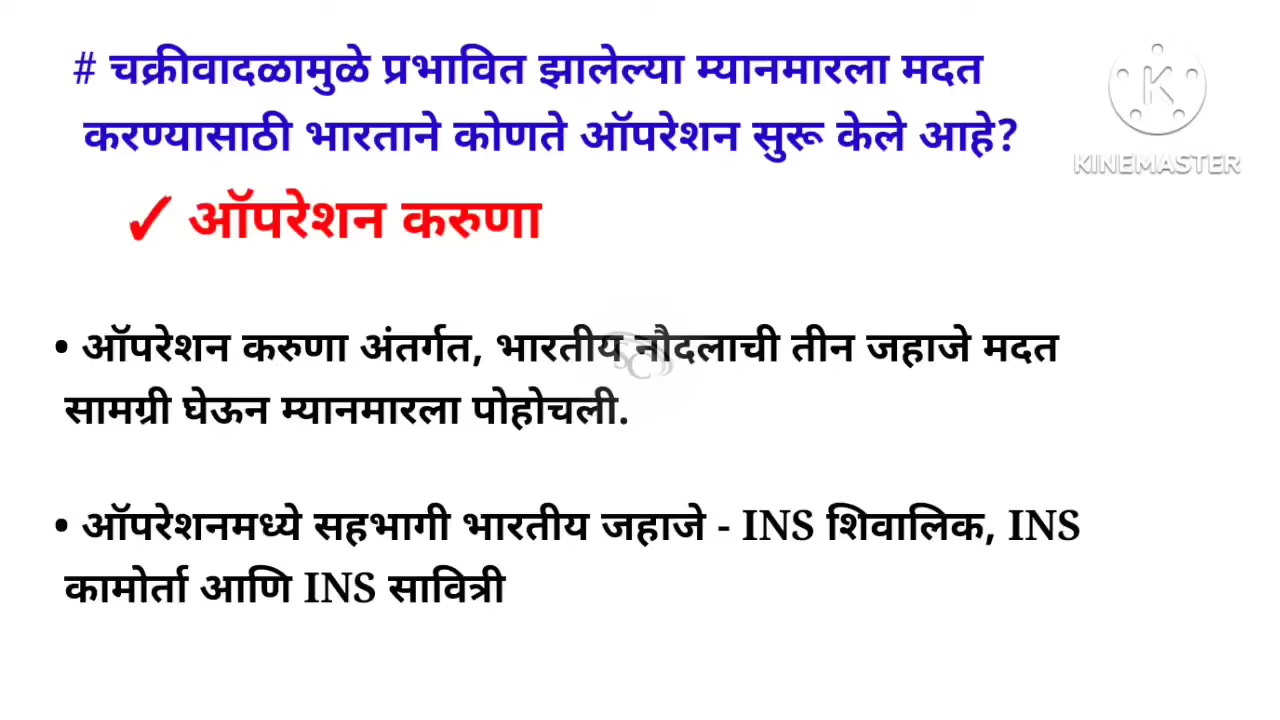 # चक्रीवादळामुळे प्रभावित झालेल्या म्यानमारला मदत
करण्यासाठी भारताने कोणते ऑपरेशन सुरू केले आहे?
K
KINEMASTER
✓ ऑपरेशन करुणा
• ऑपरेशन करुणा अंतर्गत, भारतीय नौदलाची तीन जहाजे मदत
सामग्री घेऊन म्यानमारला पोहोचली.
• ऑपरेशनमध्ये सहभागी भारतीय जहाजे - INS शिवालिक, INS
कामोर्ता आणि INS सावित्री